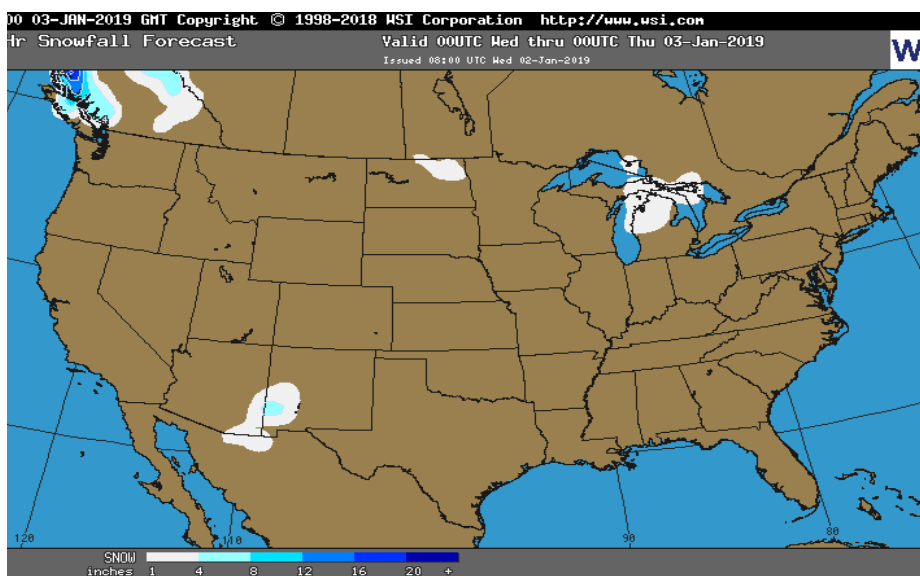 00 03-JAN-2019 GMT Copyright © 1998-2018 WSI Corporation http://www.wsi.com
Hr Snowfall Forecast
Valid 00UTC Wed thru 00UTC Thu 03-Jan-2019
W
Issued 08:00 UTC Wed 02-Jan-2019
120
110
90
80
SNOW
inches 1 4 8 12 16 20 +